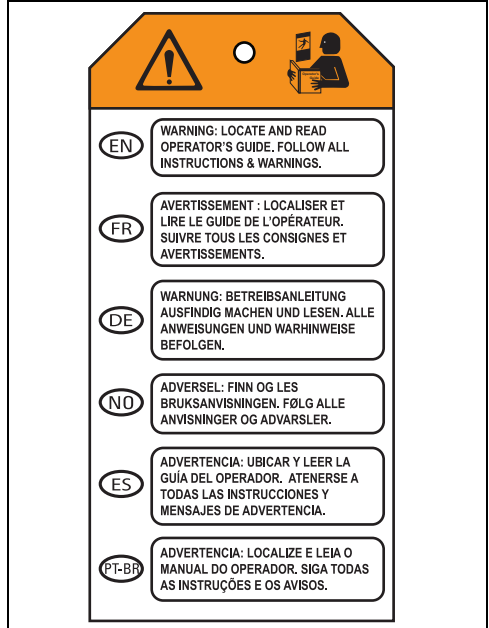 Operator's
Guide
EN
WARNING: LOCATE AND READ
OPERATOR'S GUIDE. FOLLOW ALL
INSTRUCTIONS & WARNINGS.
FR
AVERTISSEMENT : LOCALISER ET
LIRE LE GUIDE DE L'OPÉRATEUR.
SUIVRE TOUS LES CONSIGNES ET
AVERTISSEMENTS.
DE
WARNUNG: BETREIBSANLEITUNG
AUSFINDIG MACHEN UND LESEN. ALLE
ANWEISUNGEN UND WARHINWEISE
BEFOLGEN.
NO
ADVERSEL: FINN OG LES
BRUKSANVISNINGEN. FØLG ALLE
ANVISNINGER OG ADVARSLER.
ES
ADVERTENCIA: UBICAR Y LEER LA
GUÍA DEL OPERADOR. ATENERSE A
TODAS LAS INSTRUCCIONES Y
MENSAJES DE ADVERTENCIA.
PT-BR
ADVERTENCIA: LOCALIZE E LEIA O
MANUAL DO OPERADOR. SIGA TODAS
AS INSTRUÇÕES E OS AVISOS.